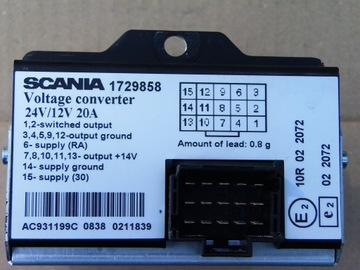 SCANIA 1729858
Voltage converter
24V/12V 20A
1,2-switched output
3,4,5,9,12-output ground
6- supply (RA)
7,8,10,11,13- output +14V
14- supply ground
15- supply (30)
AC931199C 0838 0211839
15 12 9 6 3
14 11 8 5 2
13 10 7 4 1
Amount of lead: 0.8 g
E2
10R 02 2072
e2
02 2072